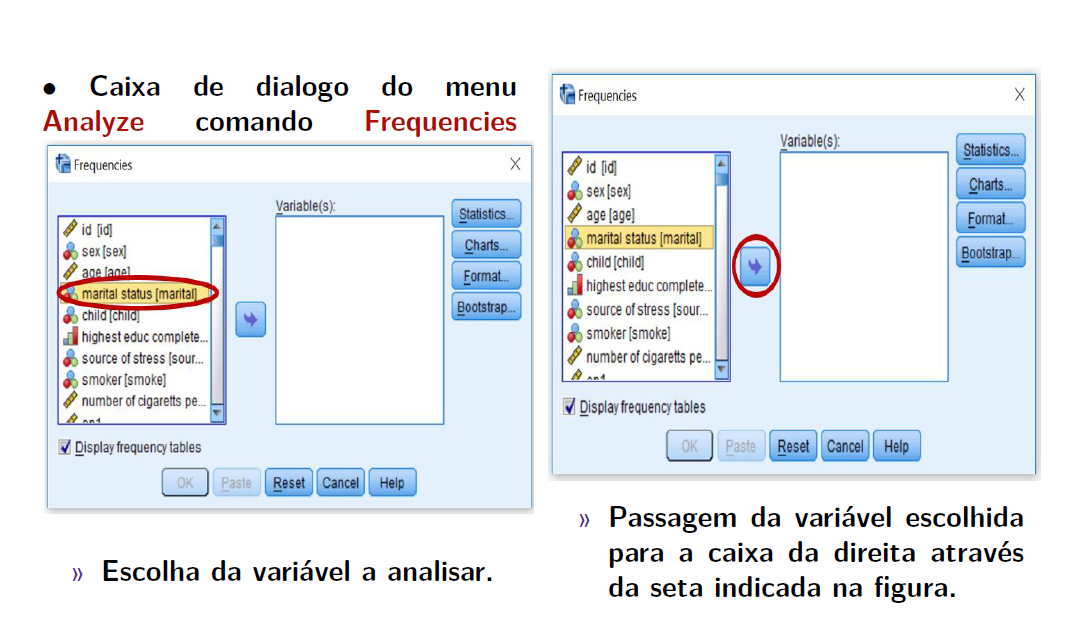 • Caixa de dialogo do menu
Analyze comando Frequencies
Frequencies
X
Variable(s):
id [id]
sex [sex]
age [age]
marital status [marital]
child [child]
highest educ complete...
source of stress [sour...
smoker [smoke]
number of cigaretts pe...
op1
Statistics...
Charts...
Format...
Bootstrap...
Display frequency tables
OK Paste Reset Cancel Help
» Escolha da variável a analisar.
Frequencies
X
Variable(s):
id [id]
sex [sex]
age [age]
marital status [marital]
child [child]
highest educ complete...
source of stress [sour...
smoker [smoke]
number of cigaretts pe...
op1
Statistics...
Charts...
Format...
Bootstrap...
Display frequency tables
OK Paste Reset Cancel Help
» Passagem da variável escolhida
para a caixa da direita através
da seta indicada na figura.